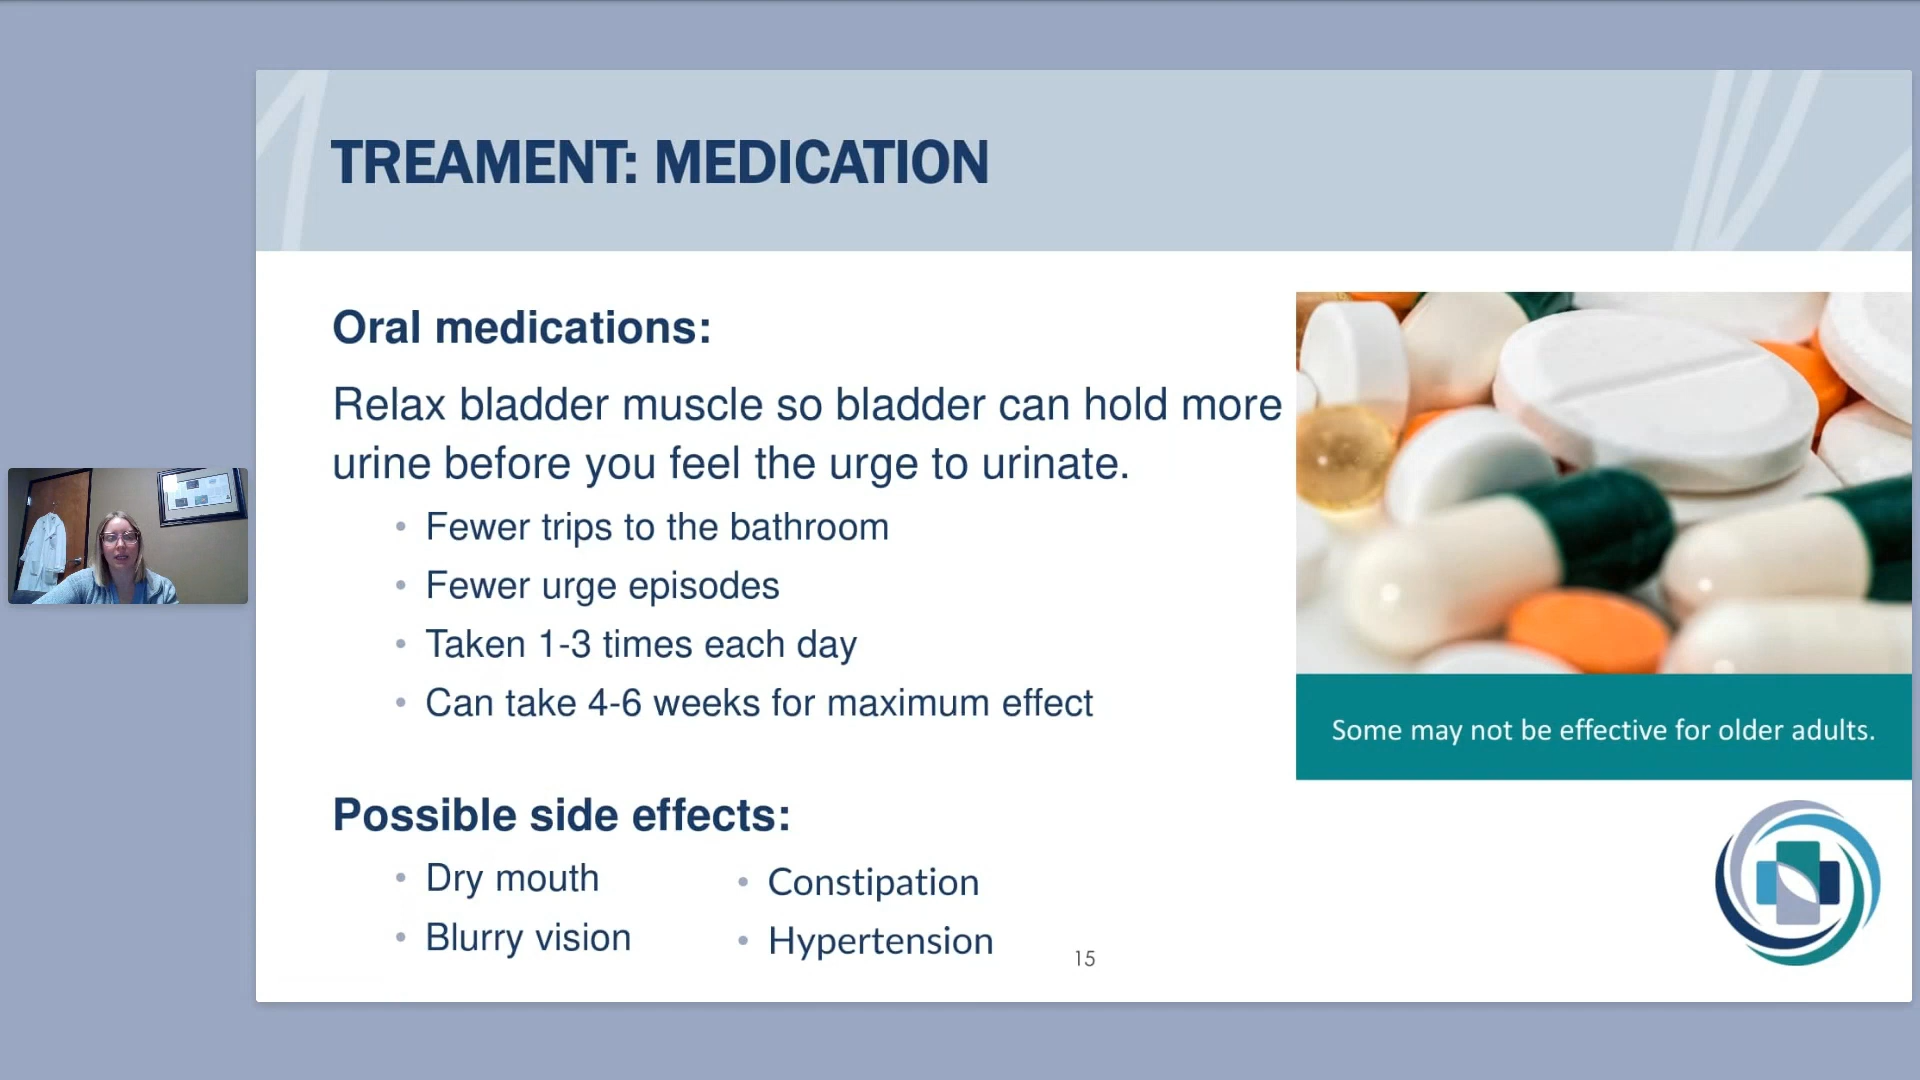 TREAMENT: MEDICATION
Oral medications:
Relax bladder muscle so bladder can hold more
urine before you feel the urge to urinate.
• Fewer trips to the bathroom
• Fewer urge episodes
• Taken 1-3 times each day
• Can take 4-6 weeks for maximum effect
Some may not be effective for older adults.
Possible side effects:
• Dry mouth
• Blurry vision
• Constipation
• Hypertension
15